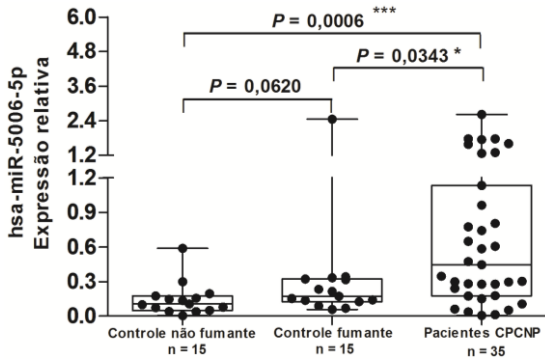 hsa-miR-5006-5p
Expressão relativa
6.0
4.8
3.6
2.4
1.2
1.2
0.9
0.6
0.3
0.0
P = 0,0006 ***
P = 0,0343 *
P = 0,0620
Controle não fumante
n = 15
Controle fumante
n = 15
Pacientes CPCNP
n = 35